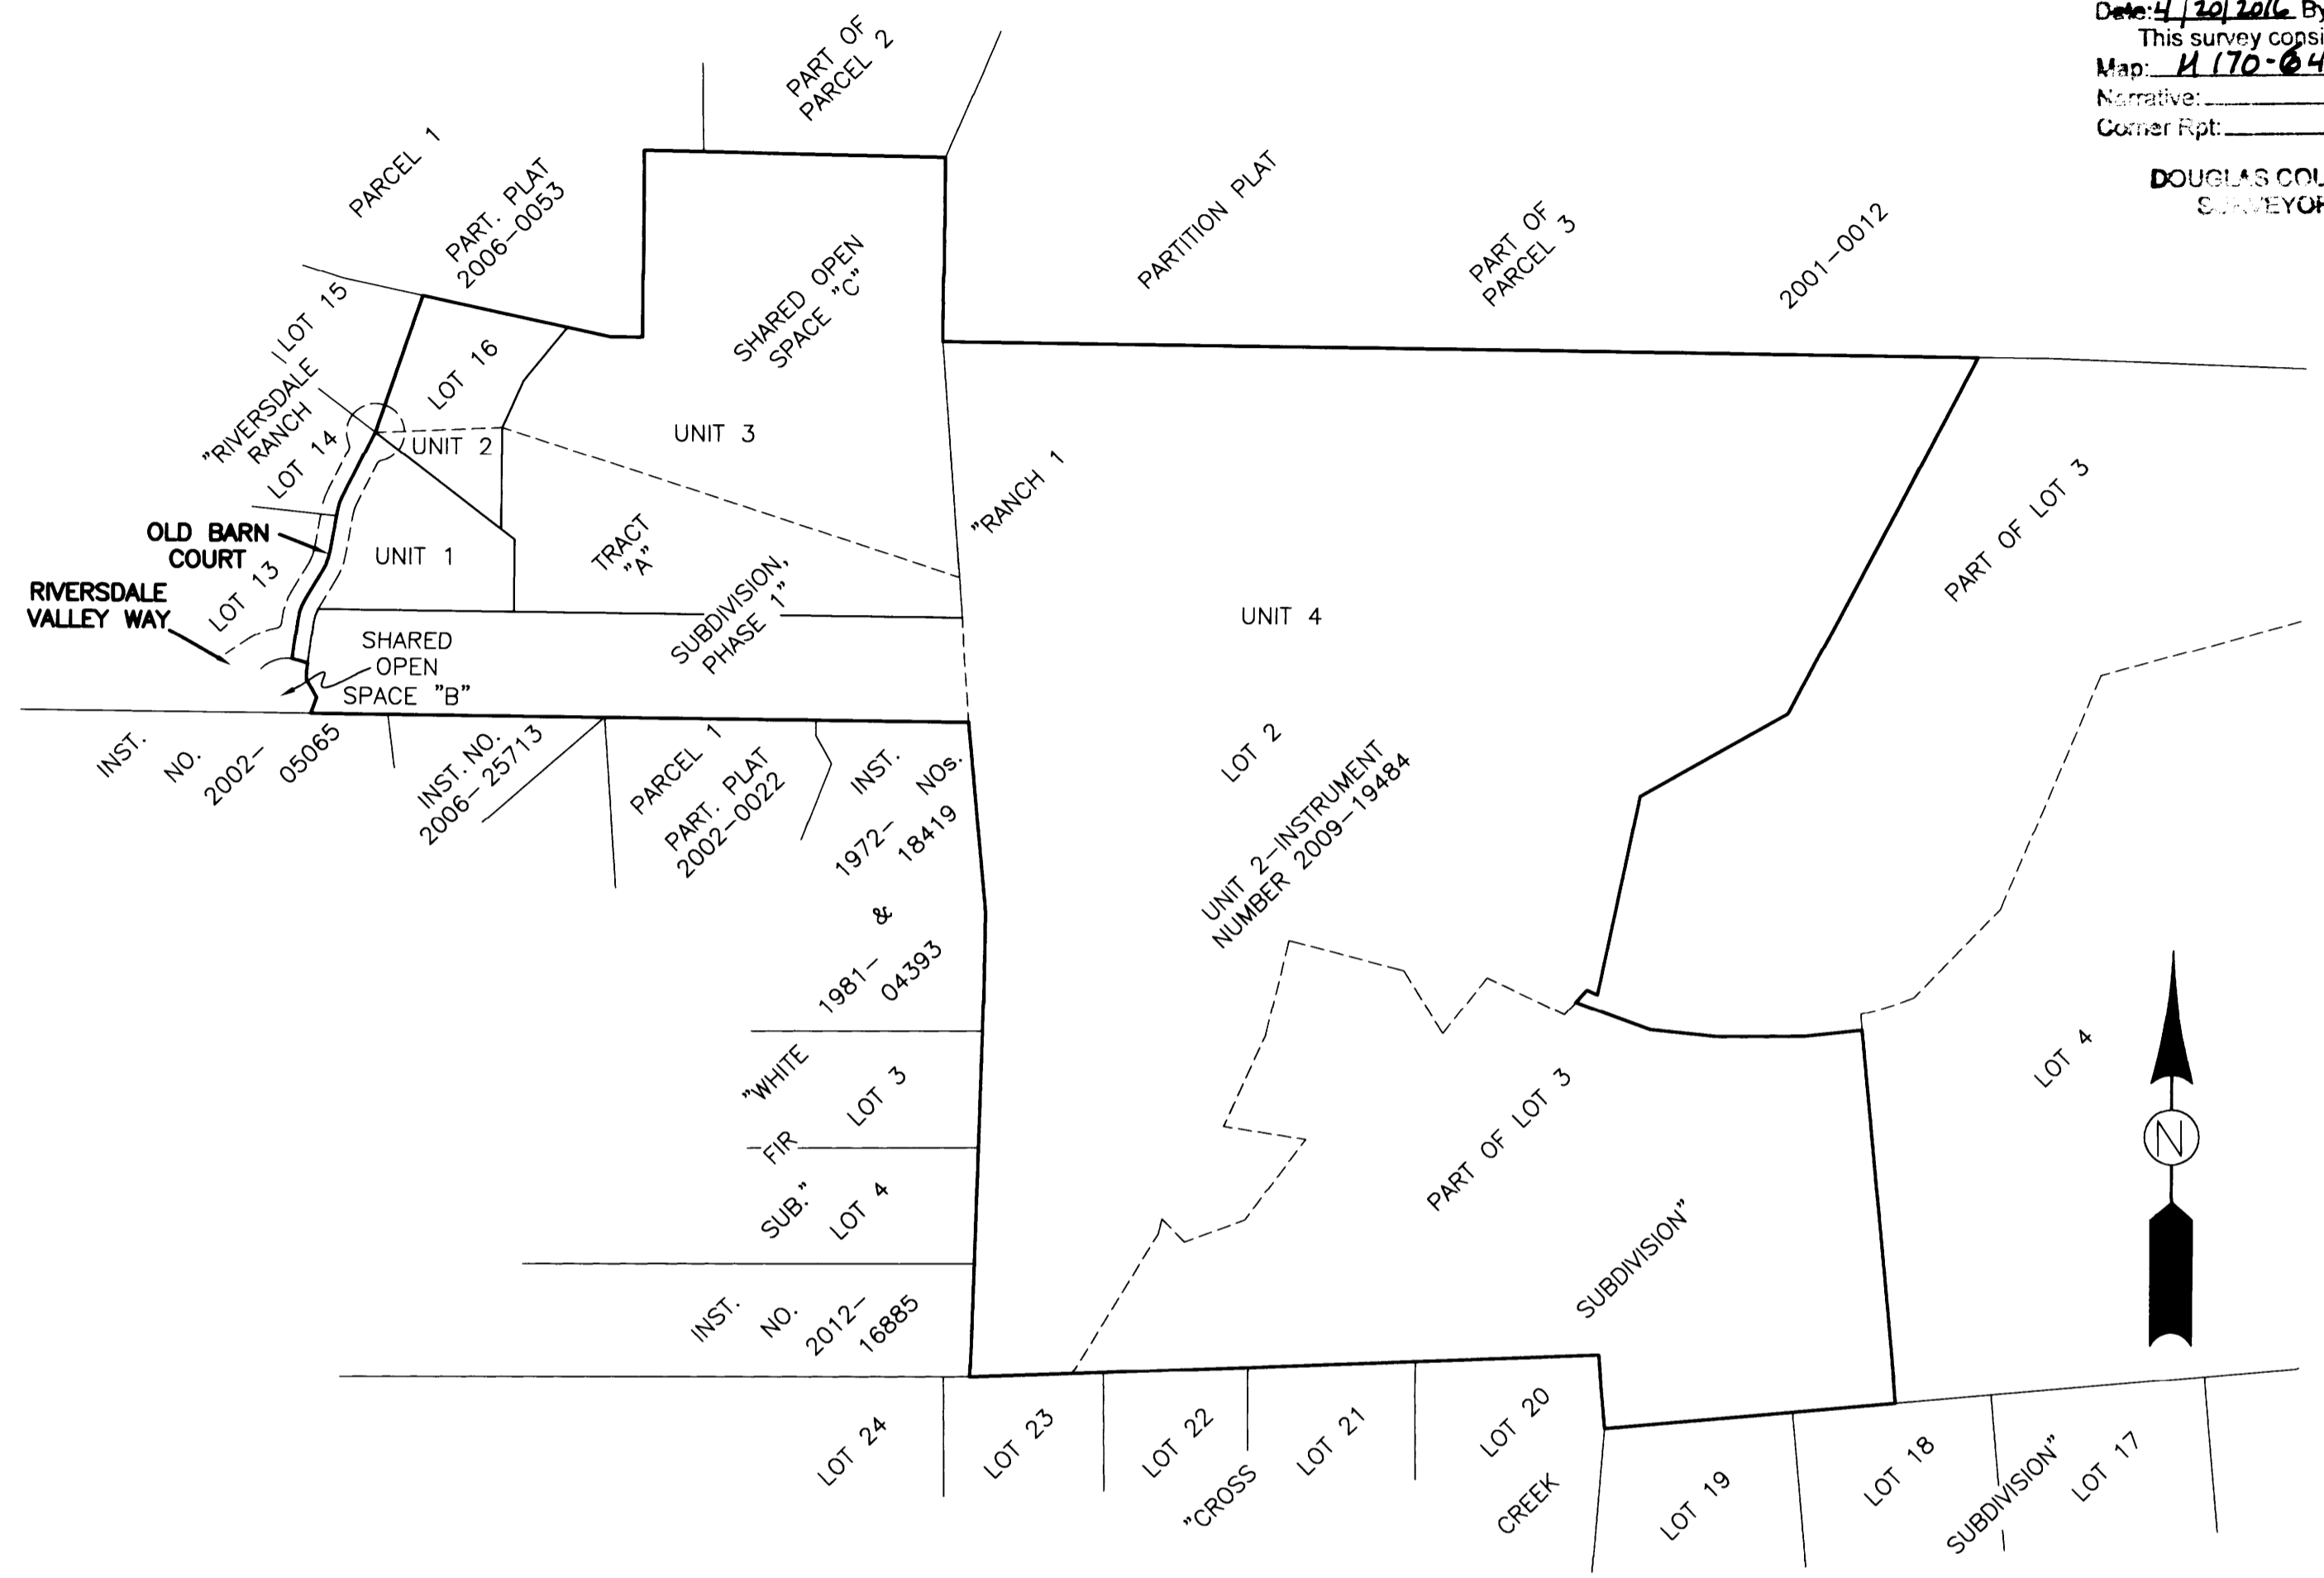 Date: 4/20/2016 By
This survey consi
Map: M 170-64
Narrative:
Corner Rpt:
DOUGLAS COU
SURVEYOR
PART OF
PARCEL 2
PARCEL 1
PART. PLAT
2006-0053
PARTITION PLAT
PART OF
PARCEL 3
2001-0012
SHARED OPEN
SPACE "C"
LOT 15
LOT 16
"RIVERSDALE
RANCH
LOT 14
UNIT 2
UNIT 3
"RANCH 1
PART OF LOT 3
OLD BARN
COURT
UNIT 1
TRACT
"A"
LOT 13
RIVERSDALE
VALLEY WAY
SUBDIVISION,
PHASE 1"
UNIT 4
SHARED
OPEN
SPACE "B"
INST.
NO.
2002-
05065
INST. NO.
2006-25713
PARCEL 1
PART. PLAT
2002-0022
INST.
NOs.
1972-
18419
&
1981-
04393
LOT 2
UNIT 2-INSTRUMENT
NUMBER 2009-19484
"WHITE
LOT 3
FIR
SUB."
LOT 4
PART OF LOT 3
LOT 4
N
SUBDIVISION"
INST.
NO.
2012-
16885
LOT 24
LOT 23
LOT 22
"CROSS
LOT 21
LOT 20
CREEK
LOT 19
LOT 18
SUBDIVISION"
LOT 17